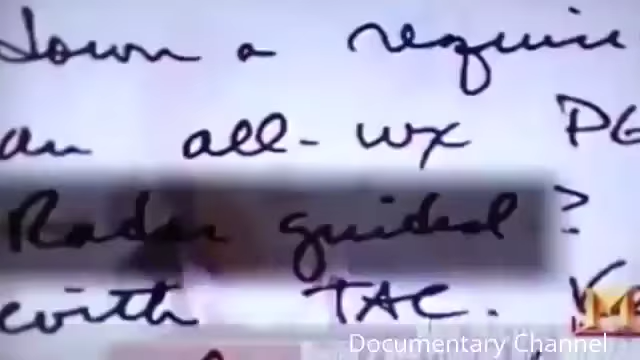 down a requir
an all-wx PG
Radar guided?
with TAC.
Documentary Channel